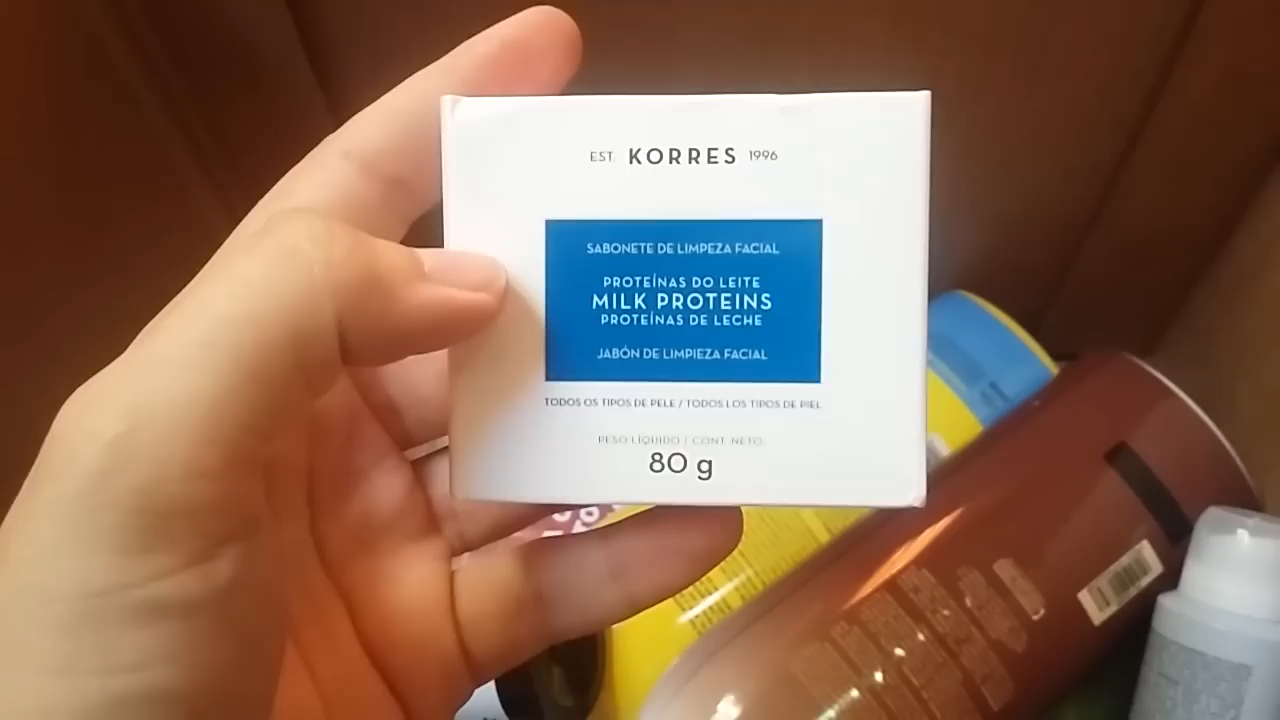 EST. KORRES 1996
SABONETE DE LIMPEZA FACIAL
PROTEÍNAS DO LEITE
MILK PROTEINS
PROTEÍNAS DE LECHE
JABÓN DE LIMPIEZA FACIAL
TODOS OS TIPOS DE PELE / TODOS LOS TIPOS DE PIEL
PESO LÍQUIDO / CONT. NETO.
80 g